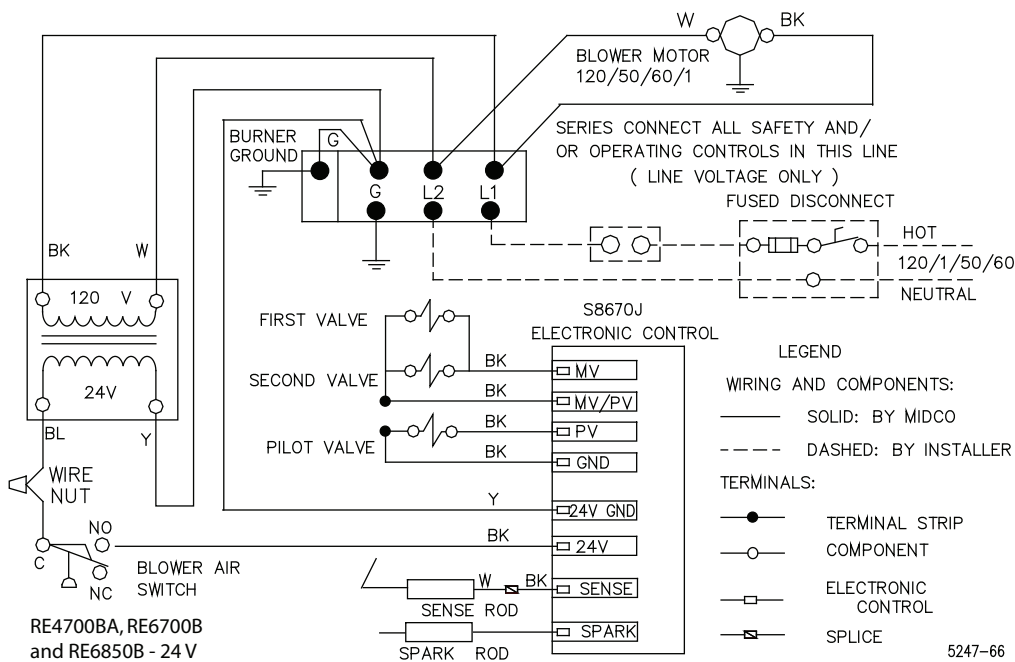 W
BK
BLOWER MOTOR
120/50/60/1
BURNER
GROUND
G
SERIES CONNECT ALL SAFETY AND/
OR OPERATING CONTROLS IN THIS LINE
( LINE VOLTAGE ONLY )
G
L2
L1
FUSED DISCONNECT
HOT
120/1/50/60
NEUTRAL
BK
W
120 V
24V
BL
Y
WIRE
NUT
NO
C
NC
BLOWER AIR
SWITCH
S8670J
ELECTRONIC CONTROL
FIRST VALVE
SECOND VALVE
PILOT VALVE
BK
MV
BK
MV/PV
BK
PV
BK
GND
Y
24V GND
BK
24V
W
BK
SENSE
SENSE ROD
SPARK
SPARK ROD
LEGEND
WIRING AND COMPONENTS:
SOLID: BY MIDCO
DASHED: BY INSTALLER
TERMINALS:
TERMINAL STRIP
COMPONENT
ELECTRONIC
CONTROL
SPLICE
RE4700BA, RE6700B
and RE6850B - 24 V
5247-66